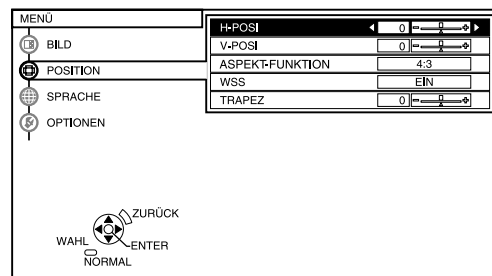 MENÜ
BILD
POSITION
SPRACHE
OPTIONEN
H-POSI 0
V-POSI 0
ASPEKT-FUNKTION 4:3
WSS EIN
TRAPEZ 0
ZURÜCK
WAHL
ENTER
NORMAL